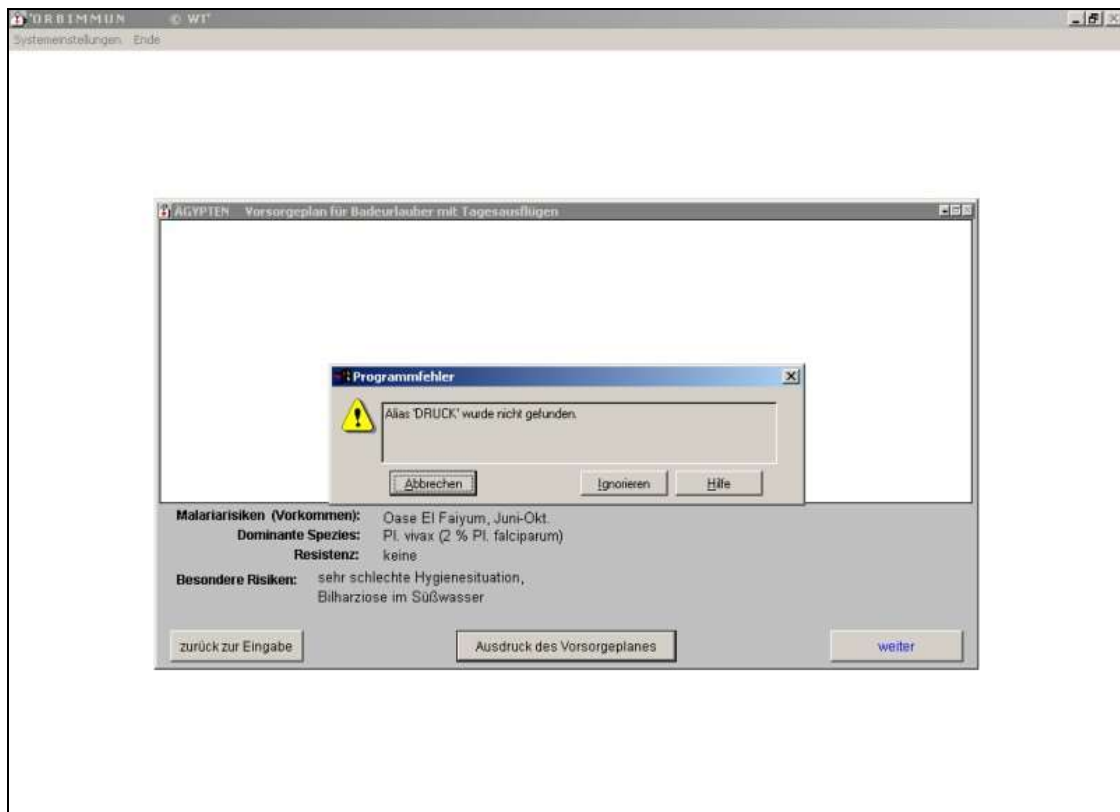 'ORBIMMUN © WT'
Systemeinstellungen Ende
ÄGYPTEN Vorsorgeplan für Badeurlauber mit Tagesausflügen
Programmfehler
Alias 'DRUCK' wurde nicht gefunden.
Abbrechen Ignorieren Hilfe
Malariarisiken (Vorkommen): Oase El Faiyum, Juni-Okt.
Dominante Spezies: Pl. vivax (2 % Pl. falciparum)
Resistenz: keine
Besondere Risiken: sehr schlechte Hygienesituation,
Bilharziose im Süßwasser
zurück zur Eingabe Ausdruck des Vorsorgeplanes weiter